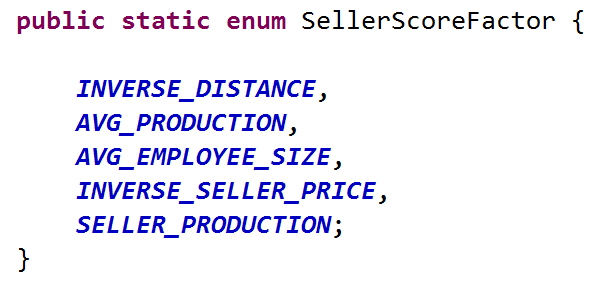 public static enum SellerScoreFactor {
INVERSE_DISTANCE,
AVG_PRODUCTION,
AVG_EMPLOYEE_SIZE,
INVERSE_SELLER_PRICE,
SELLER_PRODUCTION;
}